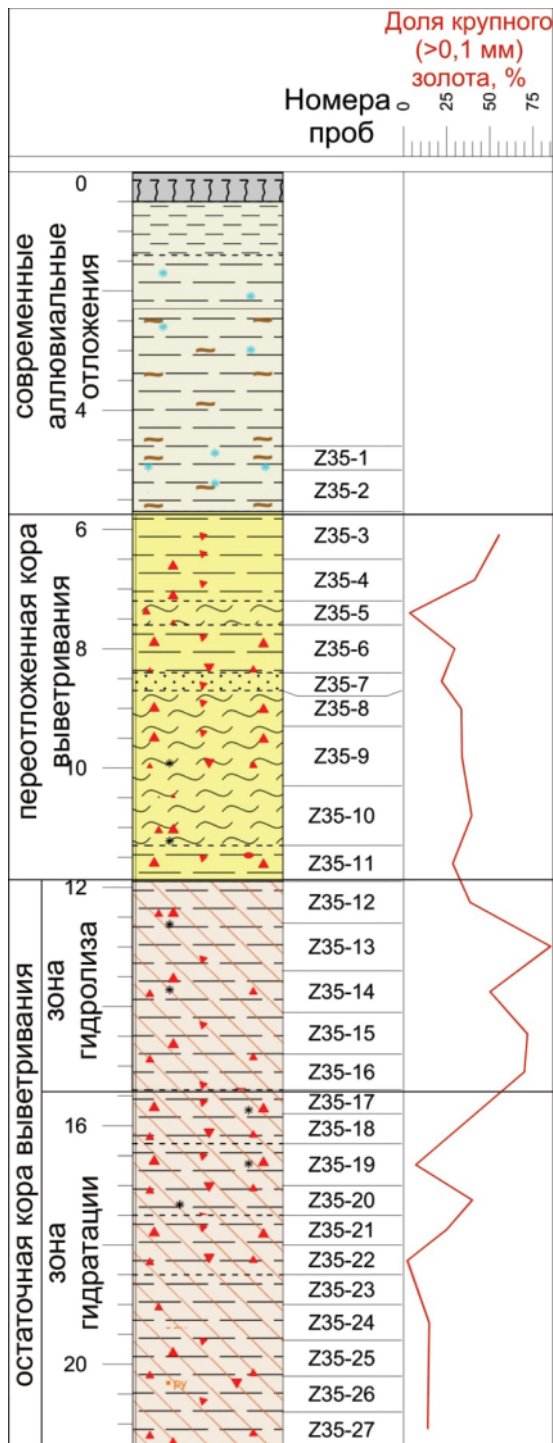 Доля крупного
(>0,1 мм)
золота, %
0 25 50 75
Номера
проб
современные
аллювиальные
отложения
переотложенная кора
выветривания
остаточная кора выветривания
зона
гидролиза
зона
гидратации
0
4
6
8
10
12
16
20
Z35-1
Z35-2
Z35-3
Z35-4
Z35-5
Z35-6
Z35-7
Z35-8
Z35-9
Z35-10
Z35-11
Z35-12
Z35-13
Z35-14
Z35-15
Z35-16
Z35-17
Z35-18
Z35-19
Z35-20
Z35-21
Z35-22
Z35-23
Z35-24
Z35-25
Z35-26
Z35-27
ру